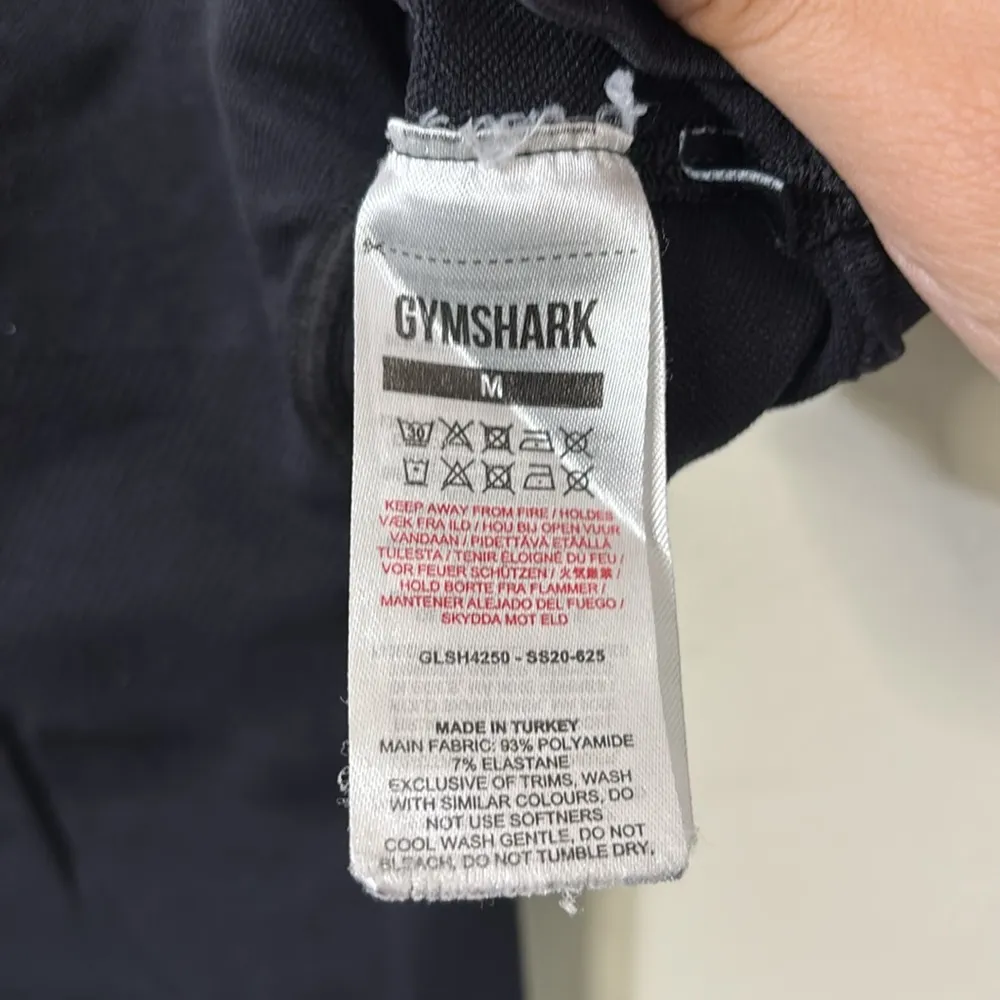 GYMSHARK
M
30
KEEP AWAY FROM FIRE / HOLDES
VÆK FRA ILD / HOU BIJ OPEN VUUR
VANDAAN / PIDETTÄVÄ ETÄÄLLÄ
TULESTA / TENIR ÉLOIGNÉ DU FEU /
VOR FEUER SCHÜTZEN / 火気厳禁 /
HOLD BORTE FRA FLAMMER /
MANTENER ALEJADO DEL FUEGO /
SKYDDA MOT ELD
GLSH4250 - SS20-625
MADE IN TURKEY
MAIN FABRIC: 93% POLYAMIDE
7% ELASTANE
EXCLUSIVE OF TRIMS, WASH
WITH SIMILAR COLOURS, DO
NOT USE SOFTNERS
COOL WASH GENTLE, DO NOT
BLEACH, DO NOT TUMBLE DRY.